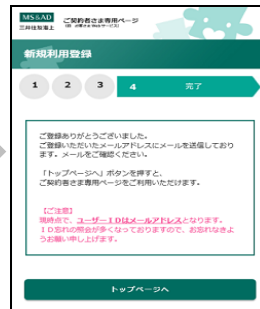 MS&AD
三井住友海上
ご契約者さま専用ページ
新規利用登録
1 2 3 4 完了
ご登録ありがとうございました。
ご登録いただいたメールアドレスにメールを送信しており
ます。メールをご確認ください。
「トップページへ」ボタンを押すと、
ご契約者さま専用ページをご利用いただけます。
【ご注意】
現時点で、ユーザーIDはメールアドレスとなります。
ID忘れの照会が多くなっておりますので、お忘れなきよ
うお願い申し上げます。
トップページへ